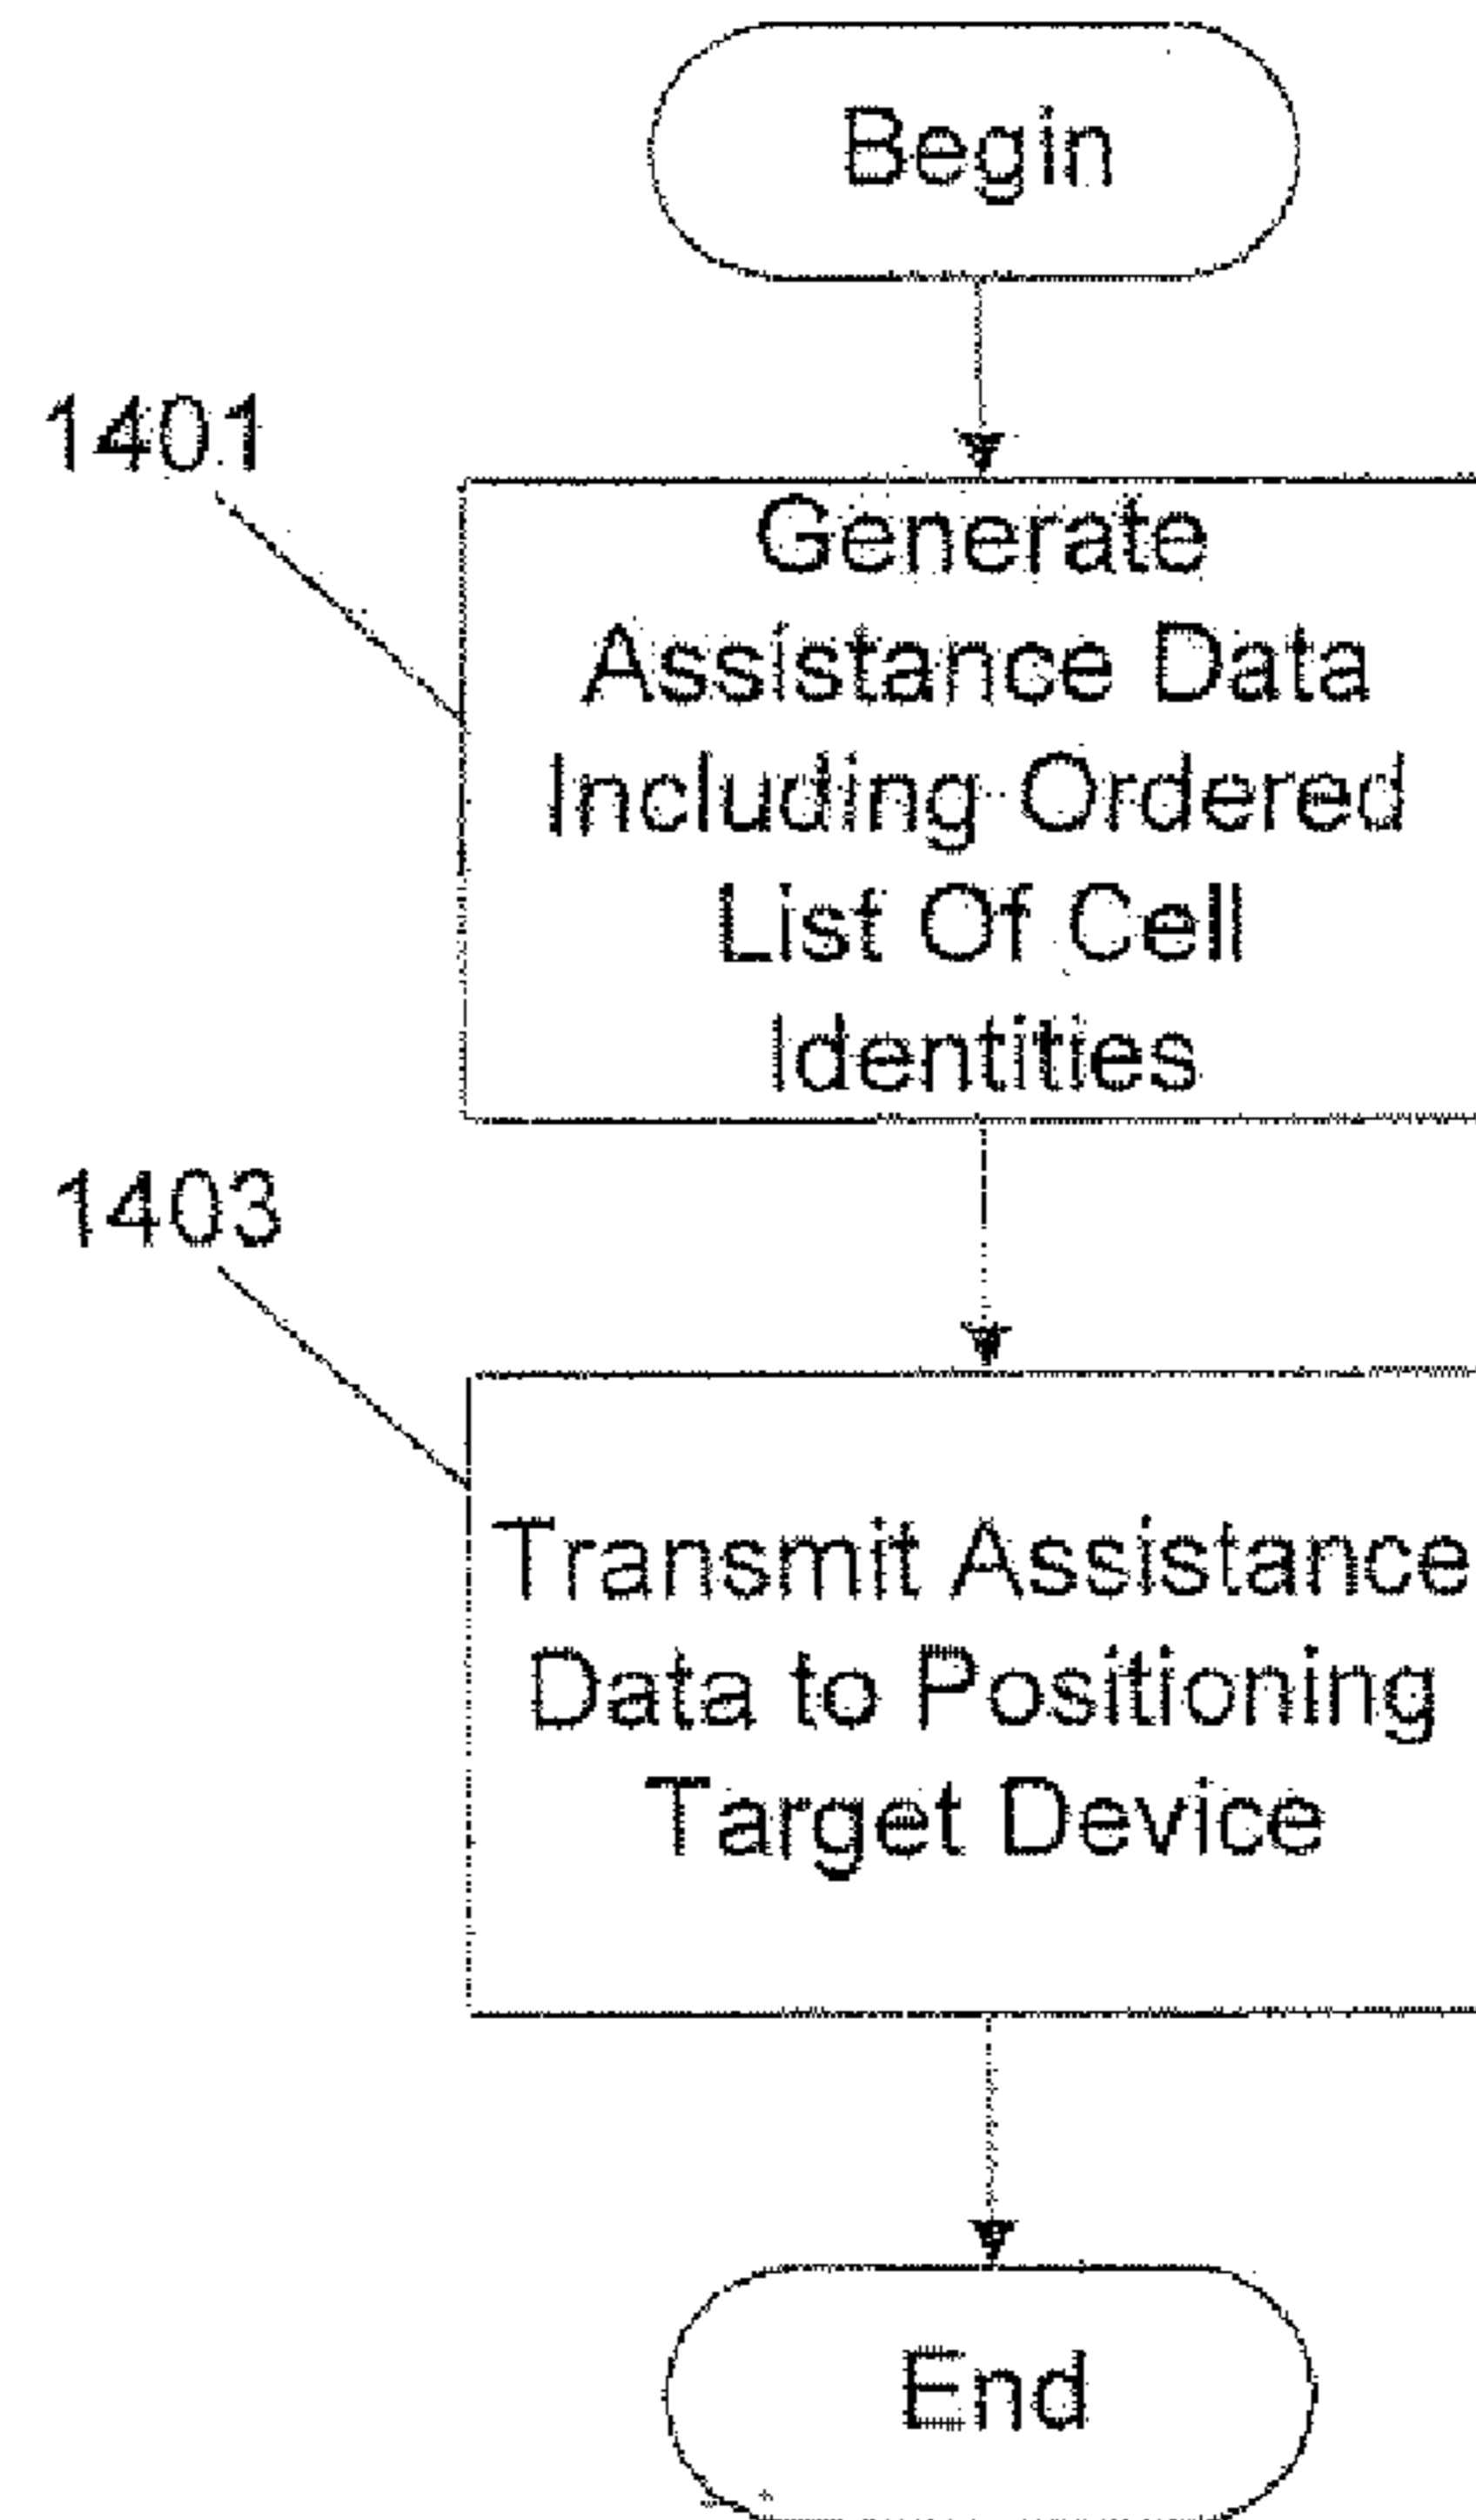 Begin
1401
Generate
Assistance Data
Including Ordered
List Of Cell
Identities
1403
Transmit Assistance
Data to Positioning
Target Device
End